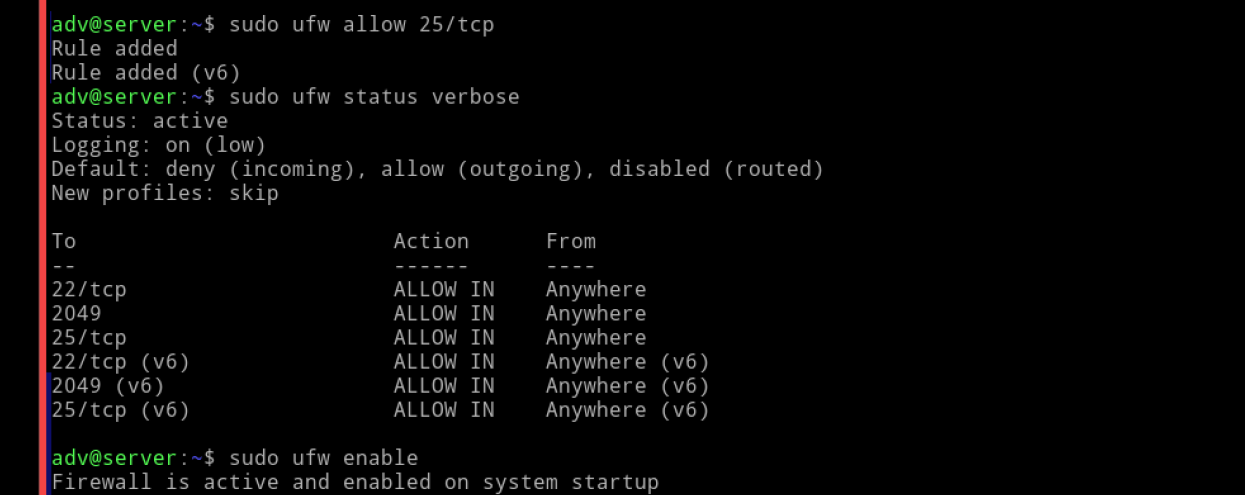 adv@server:~$ sudo ufw allow 25/tcp
Rule added
Rule added (v6)
adv@server:~$ sudo ufw status verbose
Status: active
Logging: on (low)
Default: deny (incoming), allow (outgoing), disabled (routed)
New profiles: skip
To Action From
-- ------ ----
22/tcp ALLOW IN Anywhere
2049 ALLOW IN Anywhere
25/tcp ALLOW IN Anywhere
22/tcp (v6) ALLOW IN Anywhere (v6)
2049 (v6) ALLOW IN Anywhere (v6)
25/tcp (v6) ALLOW IN Anywhere (v6)
adv@server:~$ sudo ufw enable
Firewall is active and enabled on system startup